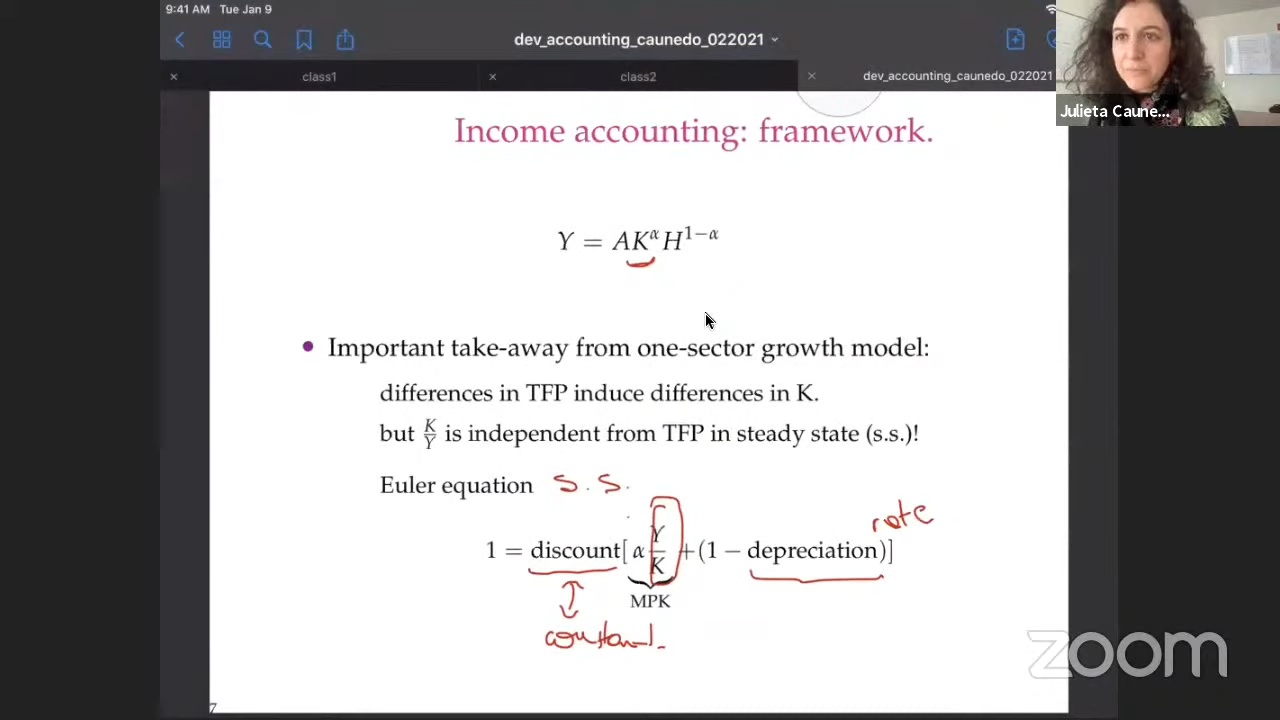 9:41 AM Tue Jan 9
dev_accounting_caunedo_022021
class1
class2
dev_accounting_caunedo_022021
Julieta Caune...
Income accounting: framework.
Y = AK^α H^{1−α}
• Important take-away from one-sector growth model:
differences in TFP induce differences in K.
but K/Y is independent from TFP in steady state (s.s.)!
Euler equation s.s.
rate
1 = discount[ α Y/K +(1 − depreciation)]
MPK
constant.
zoom
7